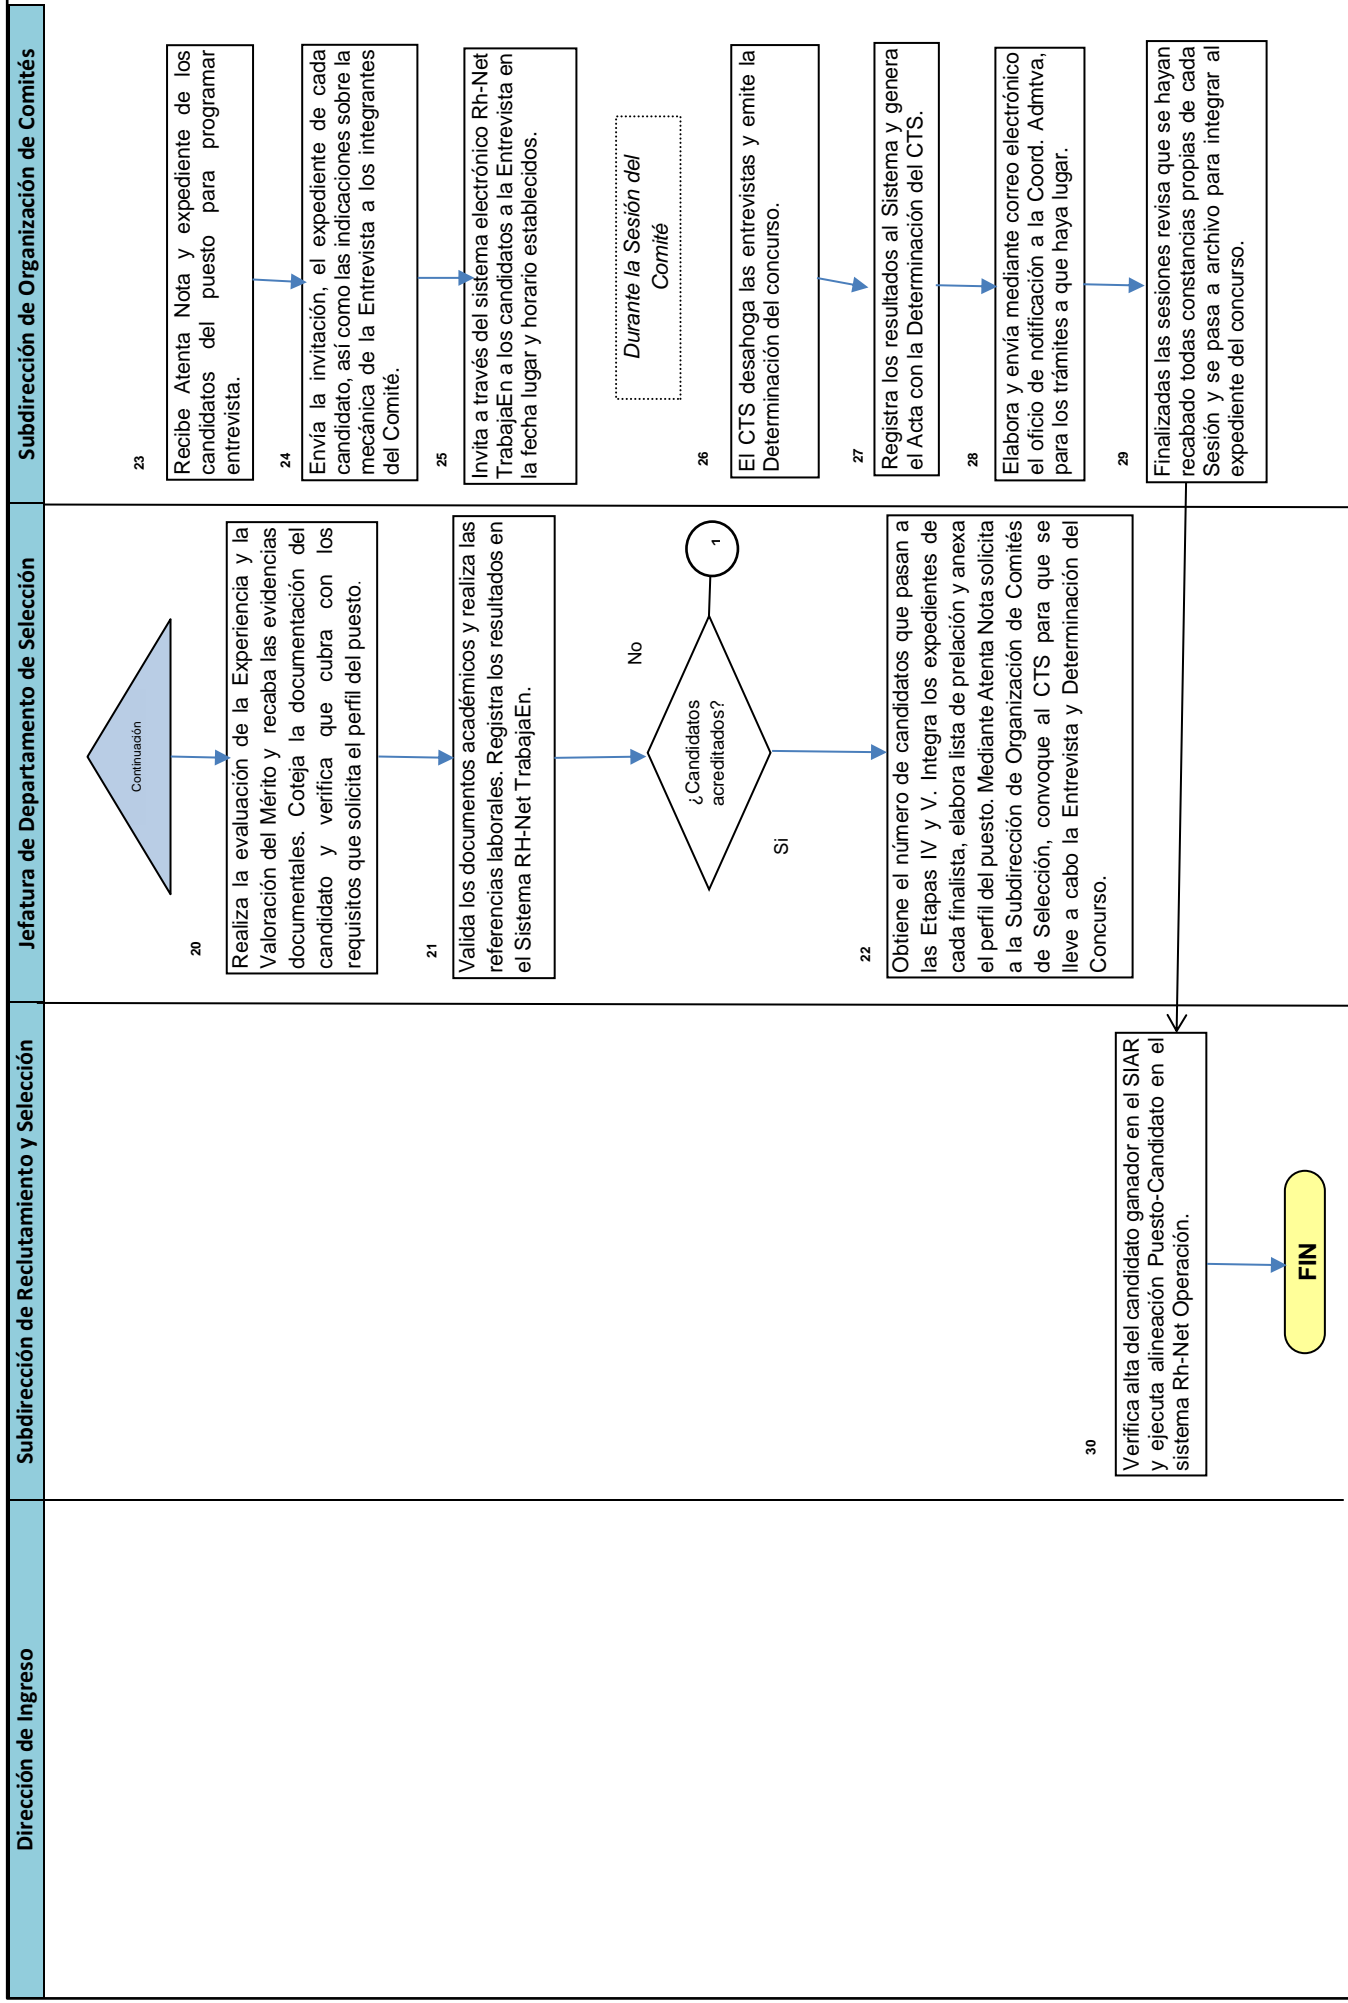 Dirección de Ingreso
Subdirección de Reclutamiento y Selección
Jefatura de Departamento de Selección
Subdirección de Organización de Comités
Continuación
20
Realiza la evaluación de la Experiencia y la
Valoración del Mérito y recaba las evidencias
documentales. Coteja la documentación del
candidato y verifica que cubra con los
requisitos que solicita el perfil del puesto.
21
Valida los documentos académicos y realiza las
referencias laborales. Registra los resultados en
el Sistema RH-Net TrabajaEn.
¿Candidatos
acreditados?
No
1
Si
22
Obtiene el número de candidatos que pasan a
las Etapas IV y V. Integra los expedientes de
cada finalista, elabora lista de prelación y anexa
el perfil del puesto. Mediante Atenta Nota solicita
a la Subdirección de Organización de Comités
de Selección, convoque al CTS para que se
lleve a cabo la Entrevista y Determinación del
Concurso.
23
Recibe Atenta Nota y expediente de los
candidatos del puesto para programar
entrevista.
24
Envía la invitación, el expediente de cada
candidato, así como las indicaciones sobre la
mecánica de la Entrevista a los integrantes
del Comité.
25
Invita a través del sistema electrónico Rh-Net
TrabajaEn a los candidatos a la Entrevista en
la fecha lugar y horario establecidos.
Durante la Sesión del
Comité
26
El CTS desahoga las entrevistas y emite la
Determinación del concurso.
27
Registra los resultados al Sistema y genera
el Acta con la Determinación del CTS.
28
Elabora y envía mediante correo electrónico
el oficio de notificación a la Coord. Admtva,
para los trámites a que haya lugar.
29
Finalizadas las sesiones revisa que se hayan
recabado todas constancias propias de cada
Sesión y se pasa a archivo para integrar al
expediente del concurso.
30
Verifica alta del candidato ganador en el SIAR
y ejecuta alineación Puesto-Candidato en el
sistema Rh-Net Operación.
FIN